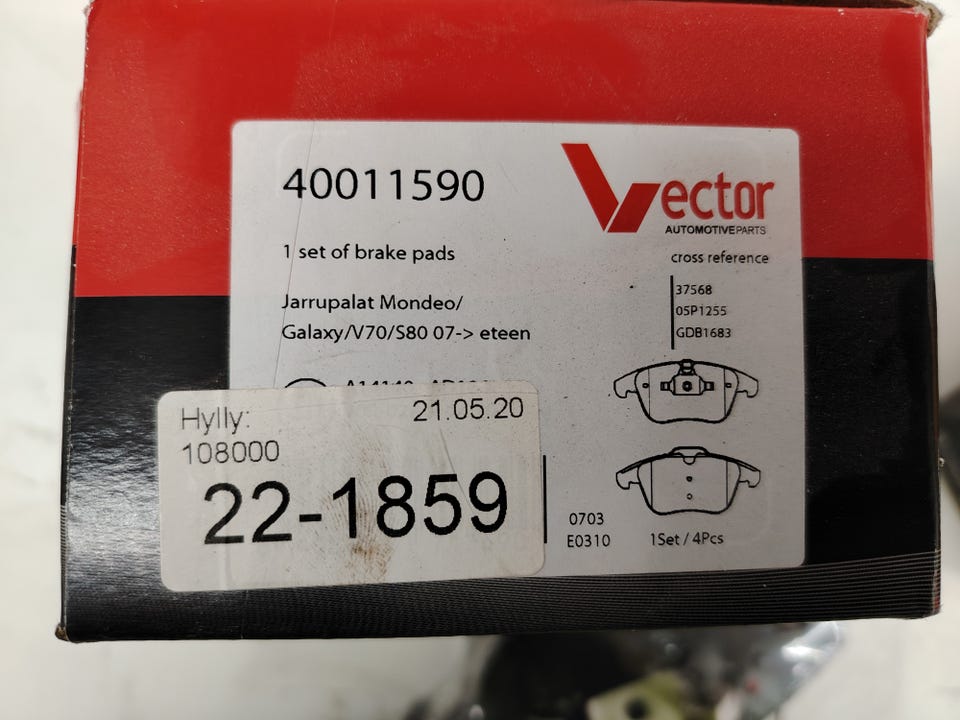 40011590
Vector
AUTOMOTIVEPARTS
1 set of brake pads
cross reference
37568
05P1255
GDB1683
Jarrupalat Mondeo/
Galaxy/V70/S80 07-> eteen
Hylly:
21.05.20
108000
22-1859
0703
E0310
1Set / 4Pcs